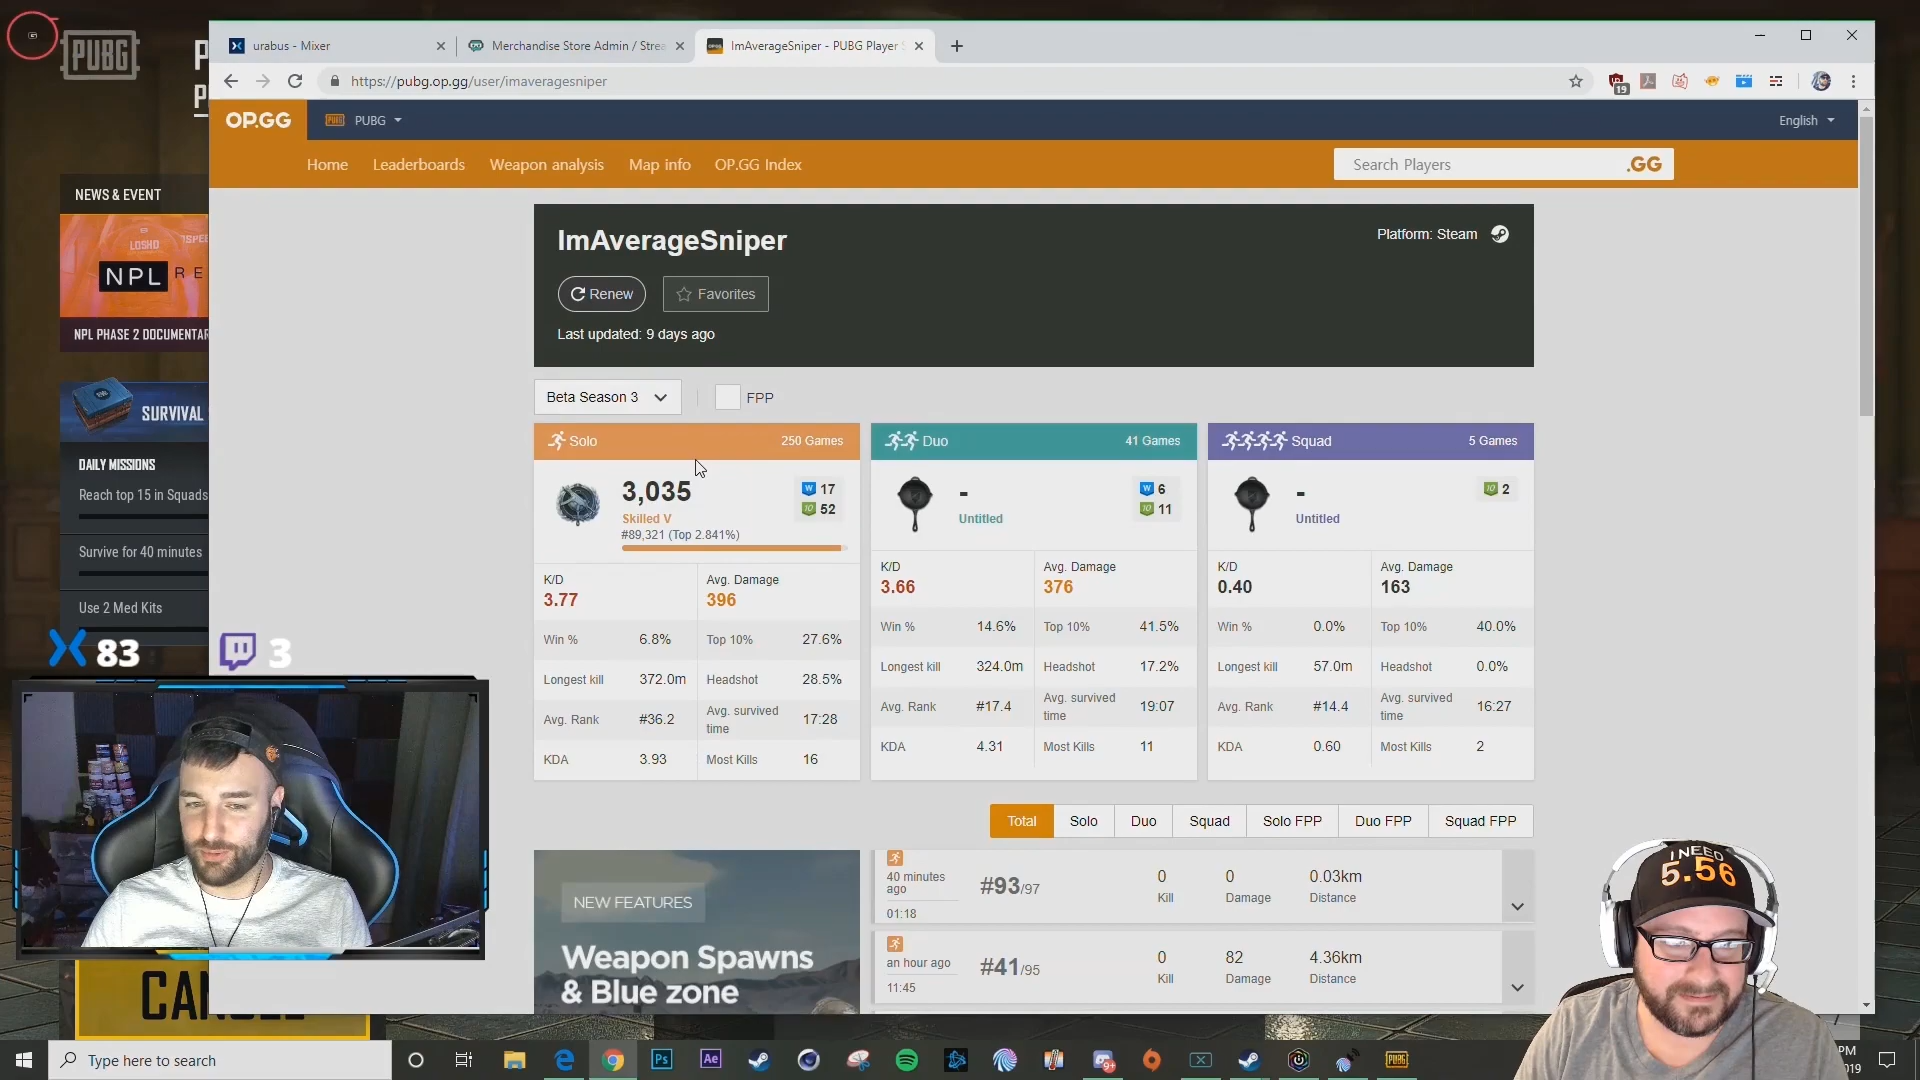 PUBG
urabus - Mixer
Merchandise Store Admin / Strea
ImAverageSniper - PUBG Player
https://pubg.op.gg/user/imaveragesniper
19
OP.GG
PUBG
English
Home
Leaderboards
Weapon analysis
Map info
OP.GG Index
Search Players
.GG
NEWS & EVENT
NPL RE
NPL PHASE 2 DOCUMENTAR
SURVIVAL
DAILY MISSIONS
Reach top 15 in Squads
Survive for 40 minutes
Use 2 Med Kits
83
3
ImAverageSniper
Platform: Steam
Renew
Favorites
Last updated: 9 days ago
Beta Season 3
FPP
Solo
250 Games
3,035
Skilled V
#89,321 (Top 2.841%)
W 17
10 52
K/D
3.77
Avg. Damage
396
Win % 6.8%
Top 10% 27.6%
Longest kill 372.0m
Headshot 28.5%
Avg. Rank #36.2
Avg. survived time 17:28
KDA 3.93
Most Kills 16
Duo
41 Games
-
Untitled
W 6
10 11
K/D
3.66
Avg. Damage
376
Win % 14.6%
Top 10% 41.5%
Longest kill 324.0m
Headshot 17.2%
Avg. Rank #17.4
Avg. survived time 19:07
KDA 4.31
Most Kills 11
Squad
5 Games
-
Untitled
10 2
K/D
0.40
Avg. Damage
163
Win % 0.0%
Top 10% 40.0%
Longest kill 57.0m
Headshot 0.0%
Avg. Rank #14.4
Avg. survived time 16:27
KDA 0.60
Most Kills 2
Total
Solo
Duo
Squad
Solo FPP
Duo FPP
Squad FPP
NEW FEATURES
Weapon Spawns
& Blue zone
40 minutes
ago
01:18
#93/97
0
Kill
0
Damage
0.03km
Distance
an hour ago
11:45
#41/95
0
Kill
82
Damage
4.36km
Distance
I NEED
5.56
Type here to search
Ps
Ae
9+
PUBG
PM
019